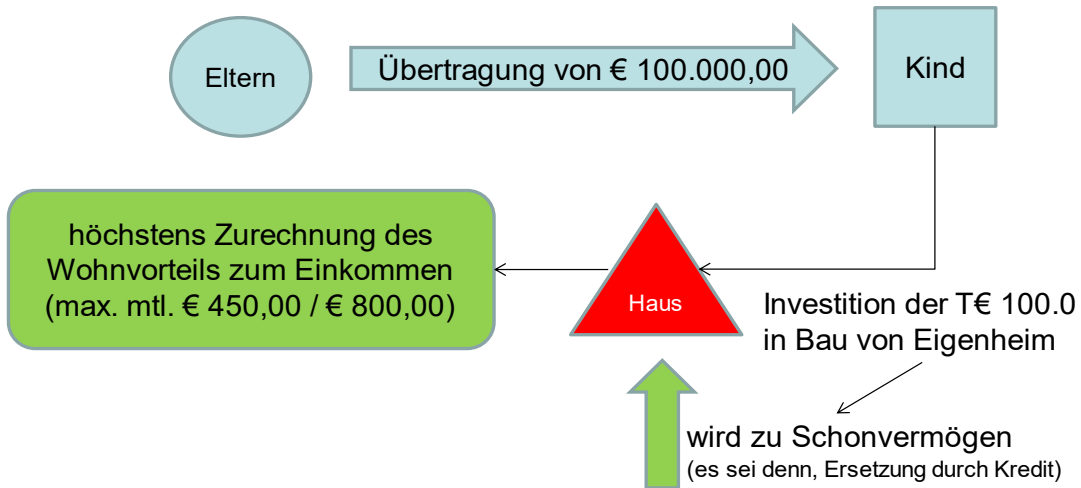 Eltern
Übertragung von € 100.000,00
Kind
höchstens Zurechnung des
Wohnvorteils zum Einkommen
(max. mtl. € 450,00 / € 800,00)
Haus
Investition der T€ 100.0
in Bau von Eigenheim
wird zu Schonvermögen
(es sei denn, Ersetzung durch Kredit)